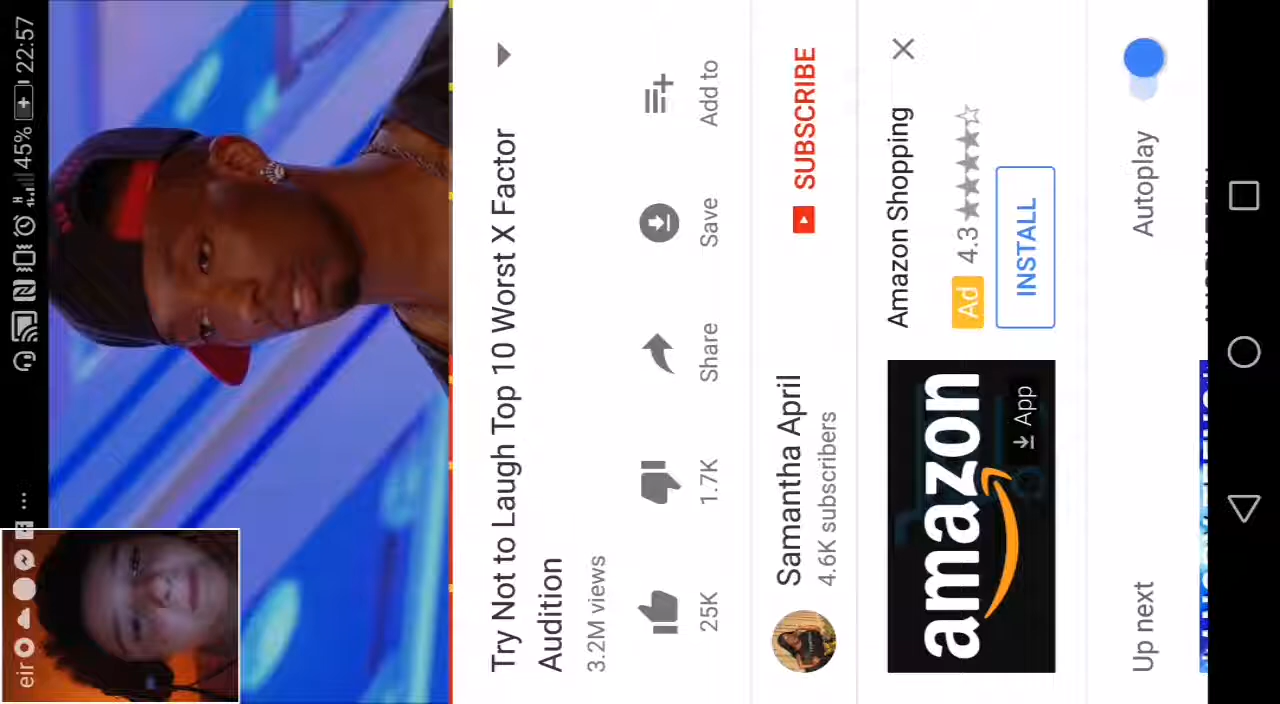 eir ... H 4G 45% 22:57
Try Not to Laugh Top 10 Worst X Factor
Audition
3.2M views
25K
1.7K
Share
Save
Add to
Samantha April
4.6K subscribers
SUBSCRIBE
amazon
App
Amazon Shopping
Ad 4.3
INSTALL
Up next
Autoplay